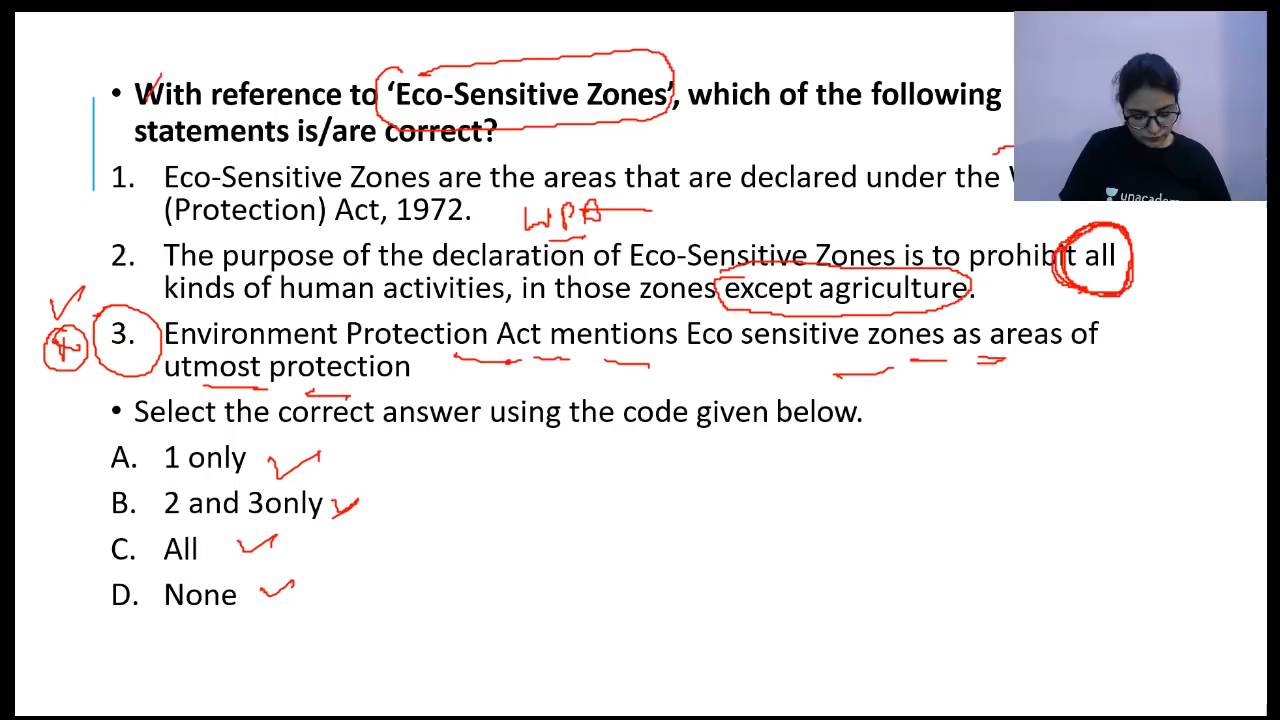 • With reference to ‘Eco-Sensitive Zones’, which of the following
statements is/are correct?
1. Eco-Sensitive Zones are the areas that are declared under the
(Protection) Act, 1972.
WPA
2. The purpose of the declaration of Eco-Sensitive Zones is to prohibit all
kinds of human activities, in those zones except agriculture.
3. Environment Protection Act mentions Eco sensitive zones as areas of
utmost protection
• Select the correct answer using the code given below.
A. 1 only
B. 2 and 3only
C. All
D. None
unacademy